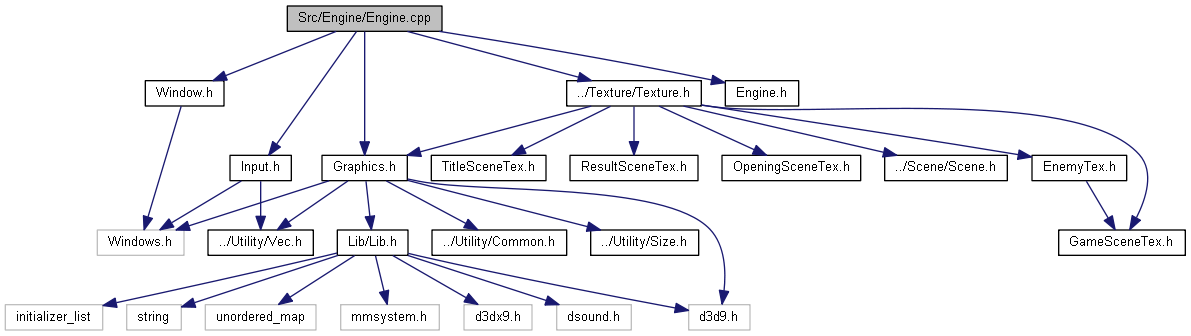 Src/Engine/Engine.cpp
Window.h
../Texture/Texture.h
Engine.h
Input.h
Graphics.h
TitleSceneTex.h
ResultSceneTex.h
OpeningSceneTex.h
../Scene/Scene.h
EnemyTex.h
Windows.h
../Utility/Vec.h
Lib/Lib.h
../Utility/Common.h
../Utility/Size.h
GameSceneTex.h
initializer_list
string
unordered_map
mmsystem.h
d3dx9.h
dsound.h
d3d9.h